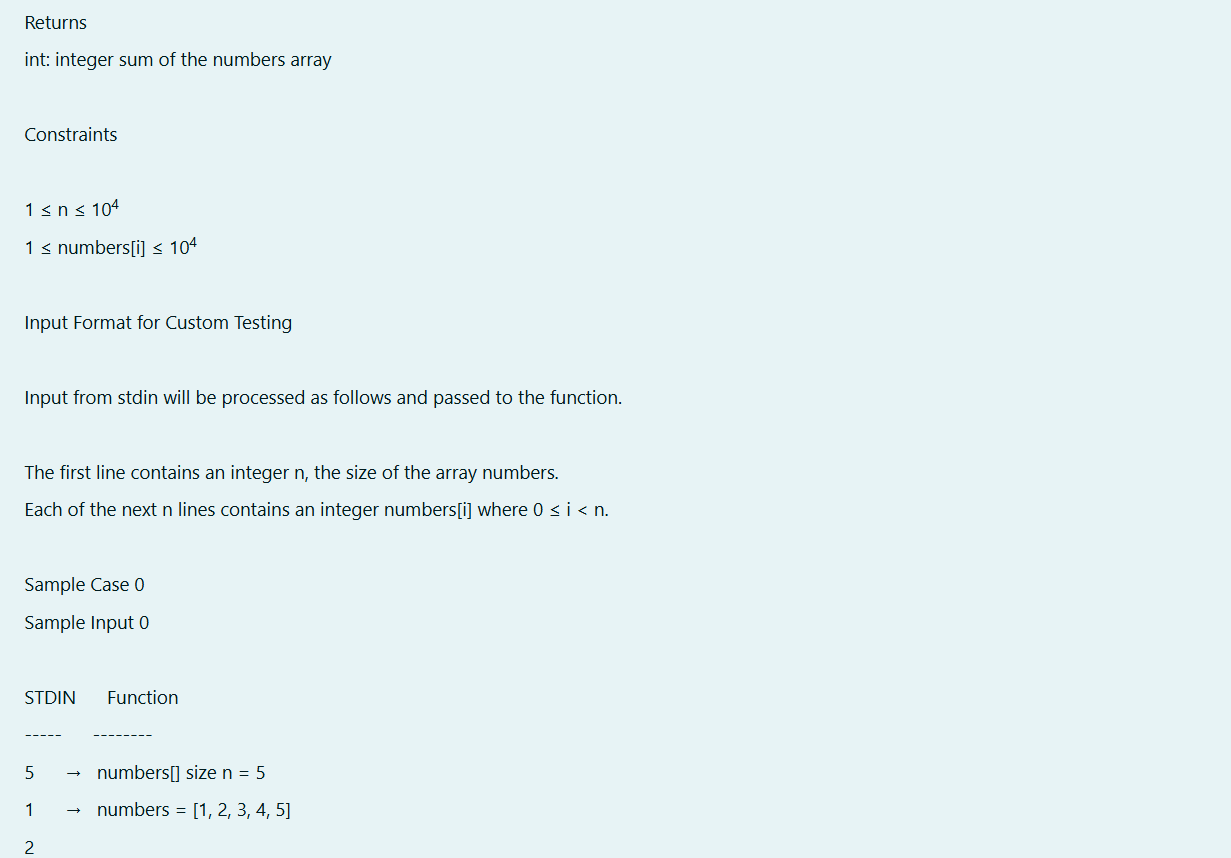 Returns
int: integer sum of the numbers array
Constraints
1 ≤ n ≤ 10⁴
1 ≤ numbers[i] ≤ 10⁴
Input Format for Custom Testing
Input from stdin will be processed as follows and passed to the function.
The first line contains an integer n, the size of the array numbers.
Each of the next n lines contains an integer numbers[i] where 0 ≤ i < n.
Sample Case 0
Sample Input 0
STDIN Function
----- --------
5 → numbers[] size n = 5
1 → numbers = [1, 2, 3, 4, 5]
2